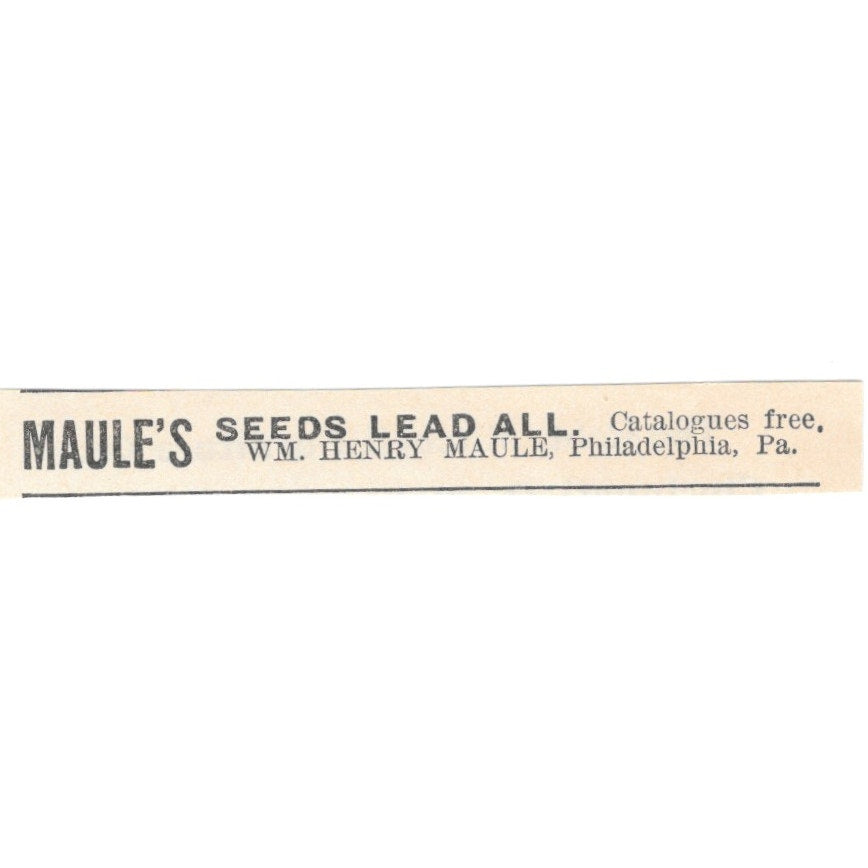 MAULE'S SEEDS LEAD ALL. Catalogues free.
WM. HENRY MAULE, Philadelphia, Pa.